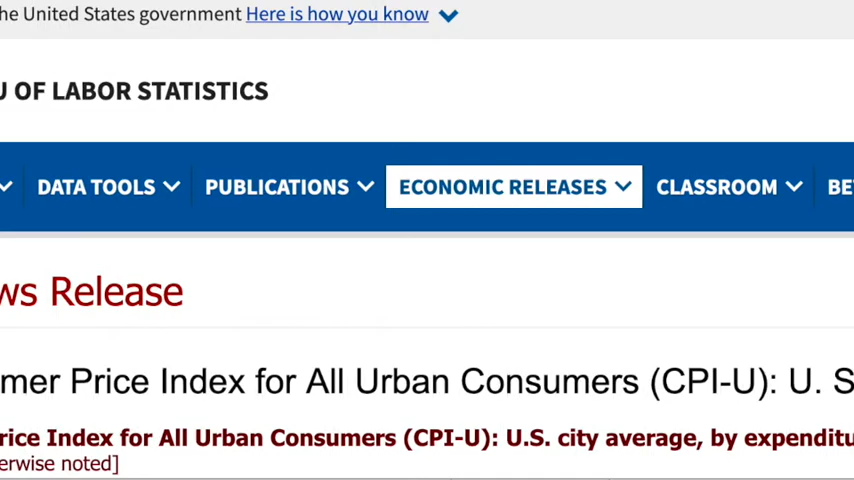 he United States government Here is how you know
U OF LABOR STATISTICS
DATA TOOLS PUBLICATIONS ECONOMIC RELEASES CLASSROOM BE
ws Release
mer Price Index for All Urban Consumers (CPI-U): U. S
rice Index for All Urban Consumers (CPI-U): U.S. city average, by expenditu
erwise noted]